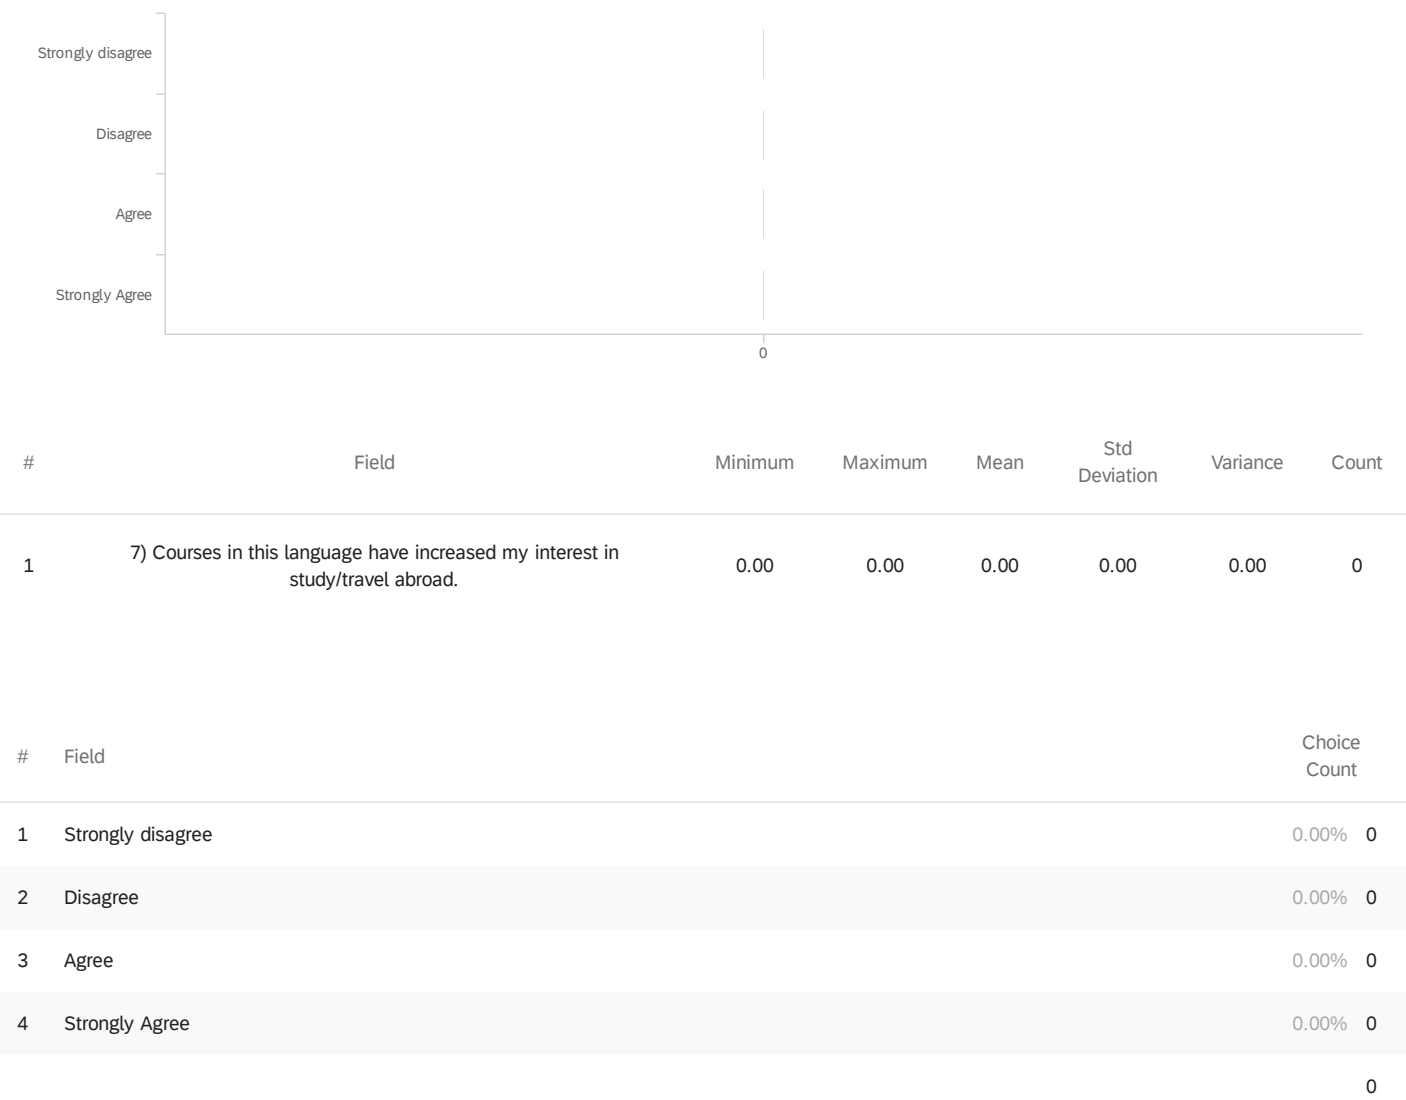 Strongly disagree
Disagree
Agree
Strongly Agree
0
# Field Minimum Maximum Mean Std Deviation Variance Count
1 7) Courses in this language have increased my interest in study/travel abroad. 0.00 0.00 0.00 0.00 0.00 0
# Field Choice Count
1 Strongly disagree 0.00% 0
2 Disagree 0.00% 0
3 Agree 0.00% 0
4 Strongly Agree 0.00% 0
0